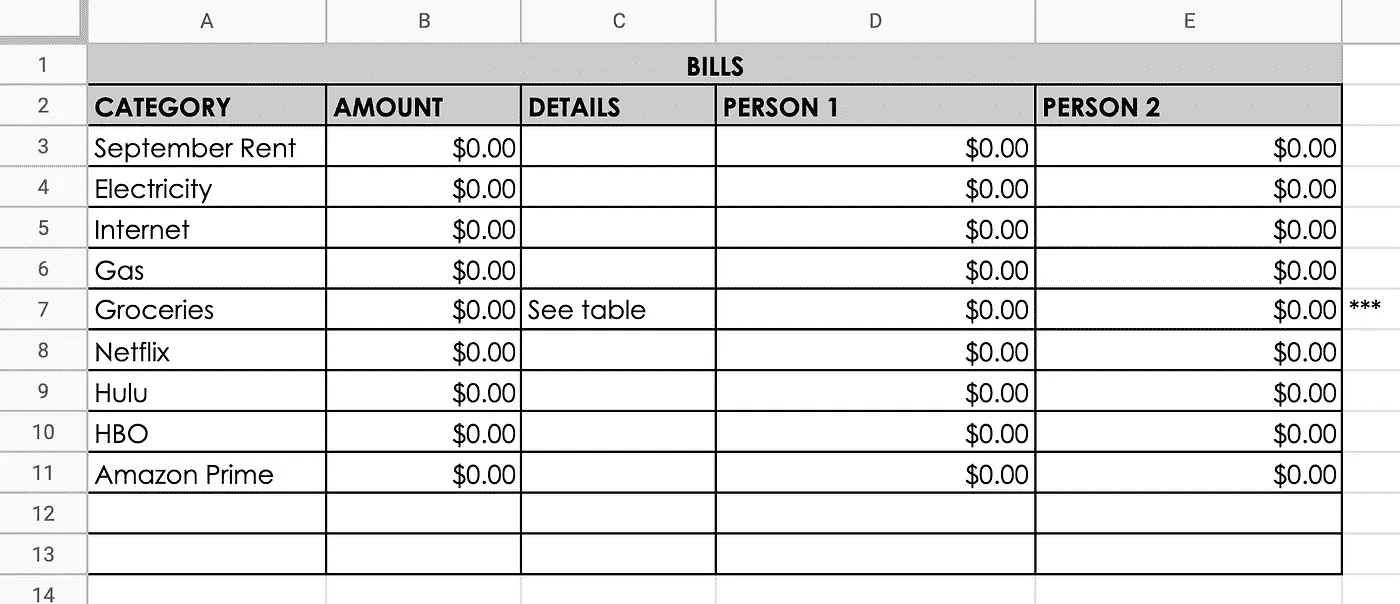 A B C D E
1 BILLS
2 CATEGORY AMOUNT DETAILS PERSON 1 PERSON 2
3 September Rent $0.00 $0.00 $0.00
4 Electricity $0.00 $0.00 $0.00
5 Internet $0.00 $0.00 $0.00
6 Gas $0.00 $0.00 $0.00
7 Groceries $0.00 See table $0.00 $0.00 ***
8 Netflix $0.00 $0.00 $0.00
9 Hulu $0.00 $0.00 $0.00
10 HBO $0.00 $0.00 $0.00
11 Amazon Prime $0.00 $0.00 $0.00
12
13
14